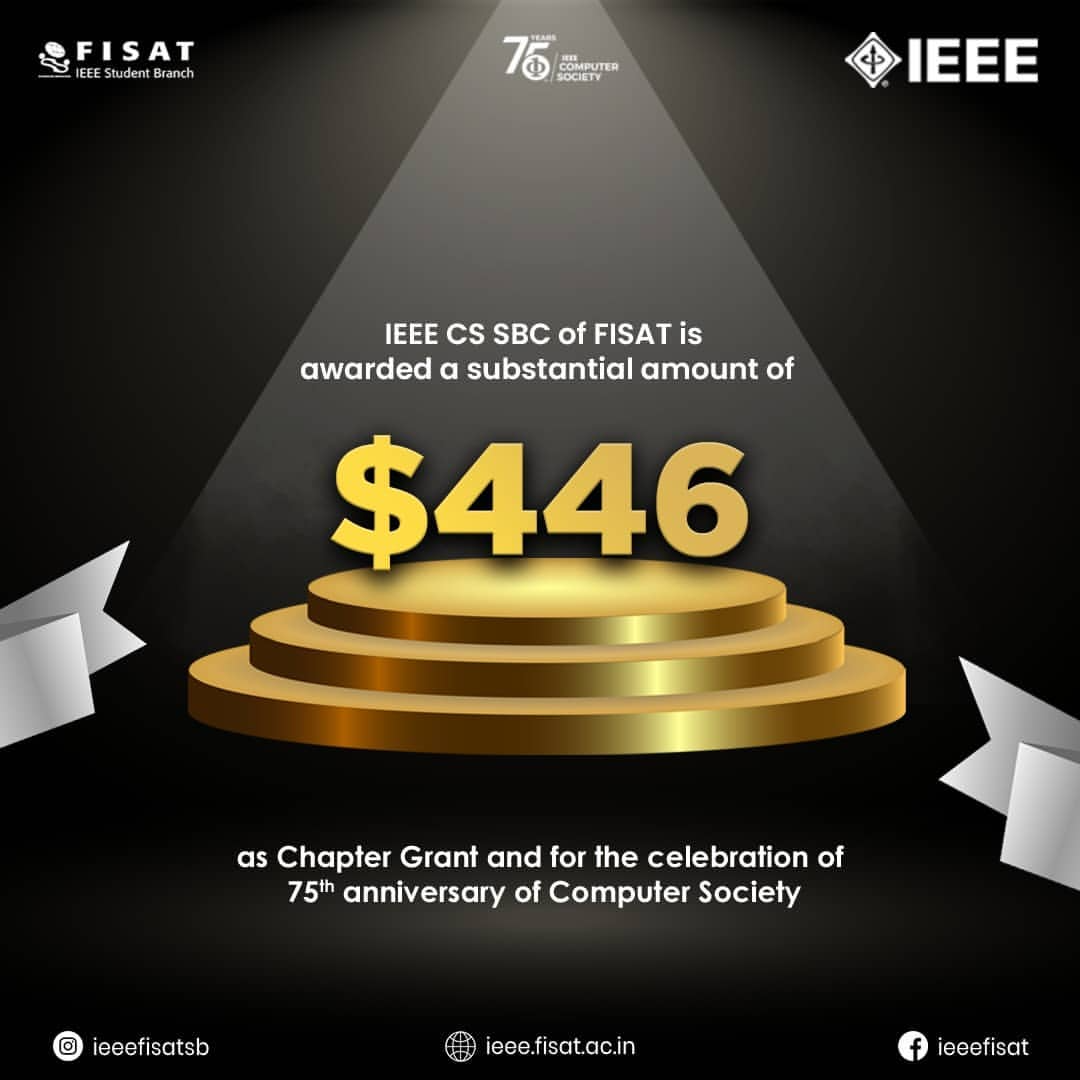 FISAT
IEEE Student Branch
75 YEARS
IEEE
COMPUTER
SOCIETY
IEEE
IEEE CS SBC of FISAT is
awarded a substantial amount of
$446
as Chapter Grant and for the celebration of
75th anniversary of Computer Society
ieeefisatsb
ieee.fisat.ac.in
ieeefisat